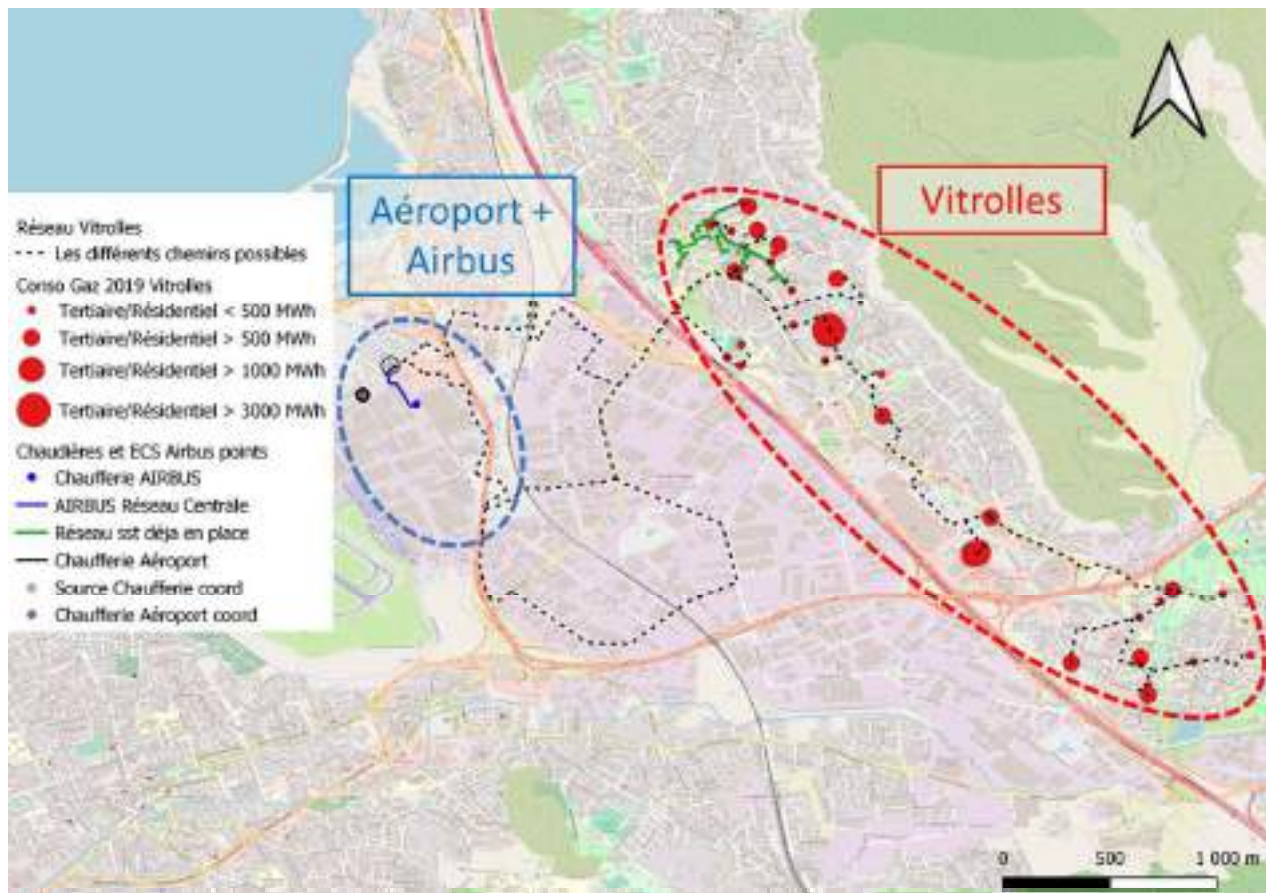 Aéroport +
Airbus
Vitrolles
Réseau Vitrolles
Les différents chemins possibles
Conso Gaz 2019 Vitrolles
Tertiaire/Résidentiel < 500 MWh
Tertiaire/Résidentiel > 500 MWh
Tertiaire/Résidentiel > 1000 MWh
Tertiaire/Résidentiel > 3000 MWh
Chaudières et ECS Airbus points
Chaufferie AIRBUS
AIRBUS Réseau Centrale
Réseau sst déja en place
Chaufferie Aéroport
Source Chaufferie coord
Chaufferie Aéroport coord
0 500 1 000 m